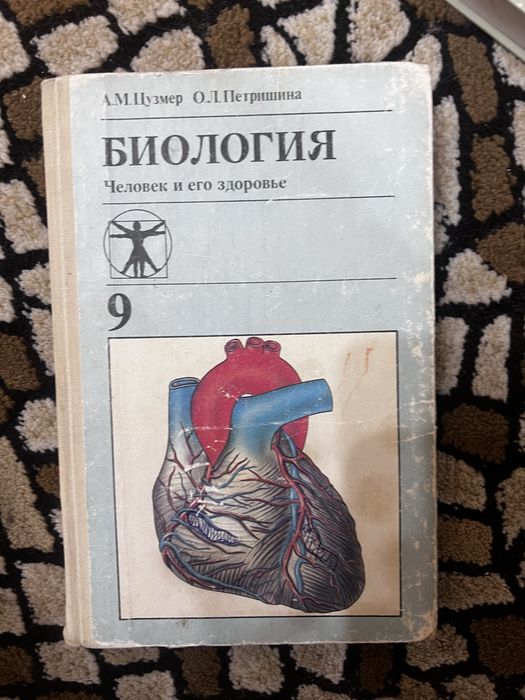 А.М.Цузмер О.Л.Петришина
БИОЛОГИЯ
Человек и его здоровье
9